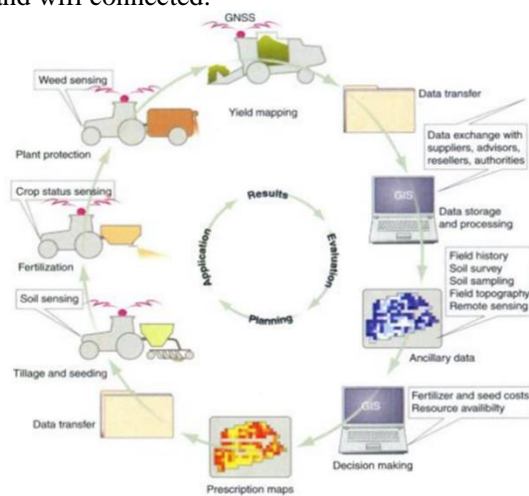 and wifi connected.
GNSS
Weed sensing
Yield mapping
Data transfer
Plant protection
Data exchange with
suppliers, advisors,
resellers, authorities
Crop status sensing
GIS
Results
Data storage
and processing
Application
Evaluation
Fertilization
Field history
Soil survey
Soil sampling
Field topography
Remote sensing
Soil sensing
Planning
Ancillary data
Tillage and seeding
GIS
Fertilizer and seed costs
Resource availibilty
Data transfer
Decision making
Prescription maps